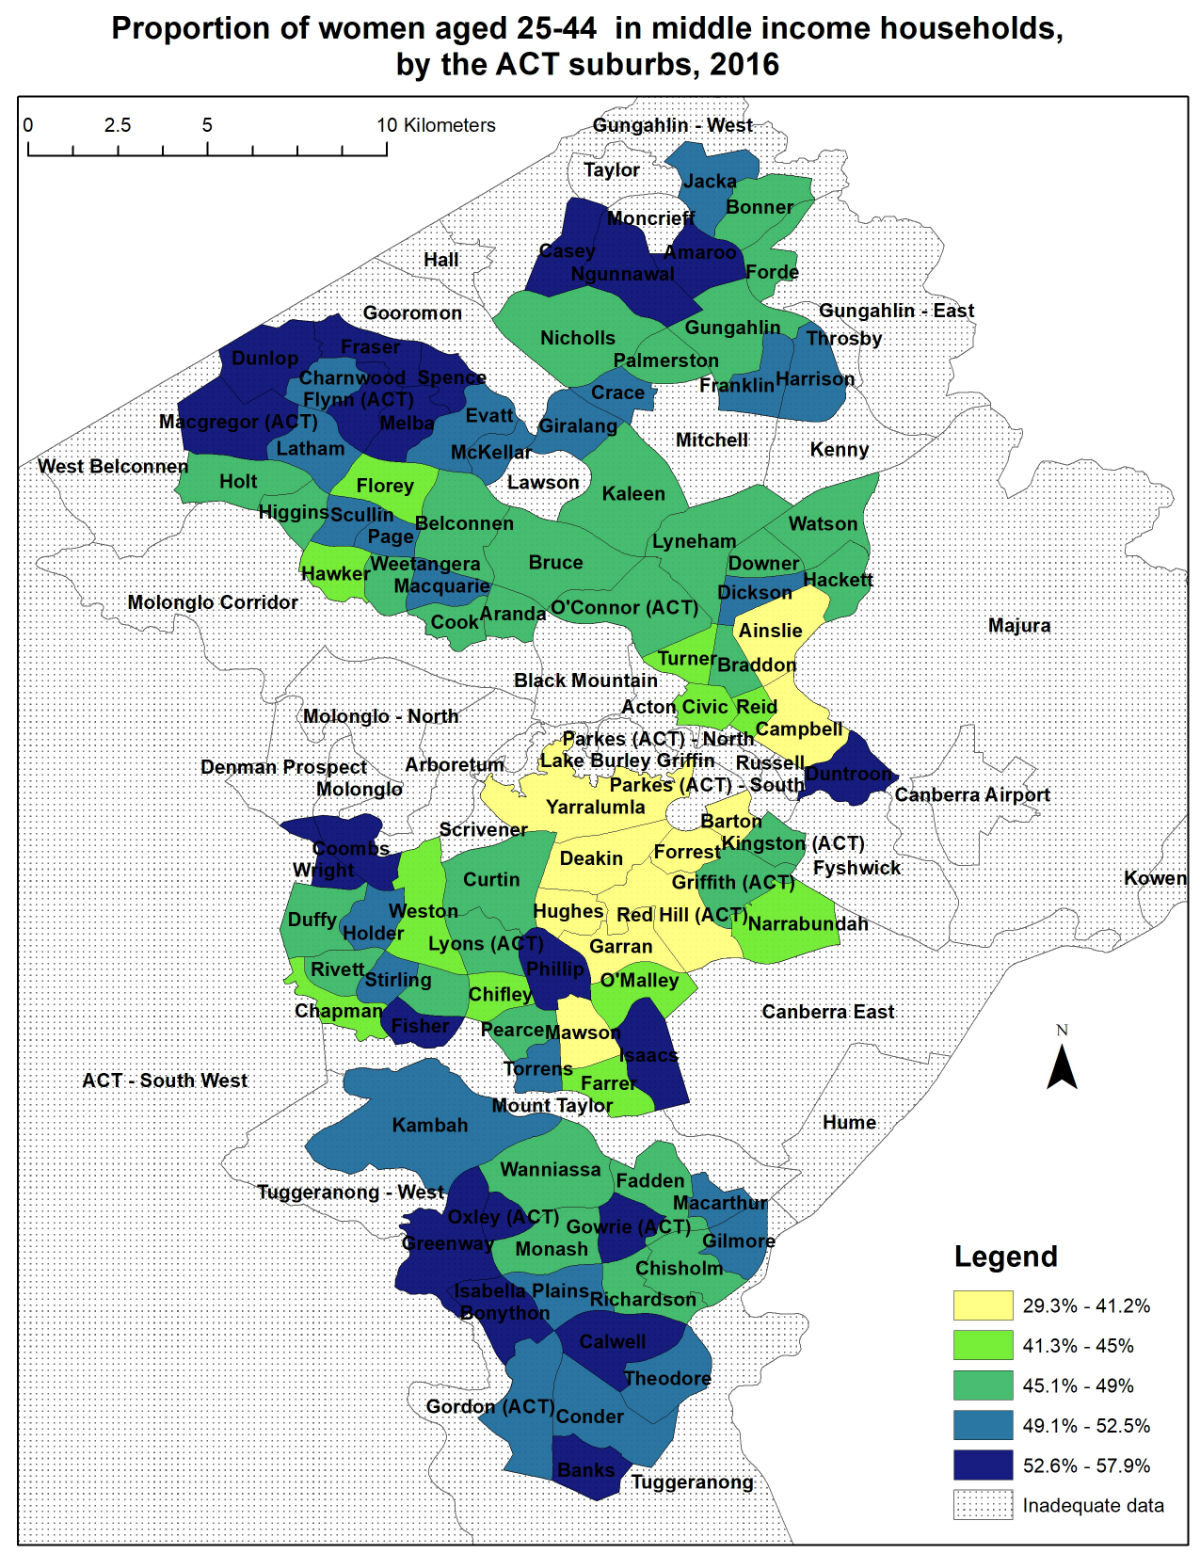 Proportion of women aged 25-44 in middle income households,
by the ACT suburbs, 2016
0 2.5 5 10 Kilometers
Gungahlin - West
Taylor
Jacka
Bonner
Moncrieff
Casey
Amaroo
Hall
Ngunnawal
Forde
Gooromon
Gungahlin - East
Gungahlin
Nicholls
Throsby
Fraser
Dunlop
Palmerston
Charnwood
Spence
Franklin
Harrison
Crace
Flynn (ACT)
Evatt
Macgregor (ACT)
Melba
Giralang
Mitchell
Latham
McKellar
Kenny
West Belconnen
Holt
Lawson
Florey
Kaleen
Higgins
Scullin
Belconnen
Watson
Page
Lyneham
Bruce
Downer
Weetangera
Hawker
Hackett
Macquarie
Dickson
Molonglo Corridor
O'Connor (ACT)
Aranda
Cook
Majura
Ainslie
Turner
Braddon
Black Mountain
Acton
Civic
Reid
Molonglo - North
Campbell
Parkes (ACT) - North
Lake Burley Griffin
Russell
Denman Prospect
Arboretum
Duntroon
Parkes (ACT) - South
Molonglo
Canberra Airport
Yarralumla
Barton
Scrivener
Kingston (ACT)
Coombs
Forrest
Deakin
Wright
Fyshwick
Curtin
Griffith (ACT)
Kowen
Weston
Hughes
Red Hill (ACT)
Duffy
Narrabundah
Holder
Lyons (ACT)
Garran
Rivett
Phillip
Stirling
O'Malley
Chifley
Chapman
Canberra East
Fisher
Pearce
Mawson
N
Isaacs
Torrens
ACT - South West
Farrer
Mount Taylor
Kambah
Hume
Wanniassa
Fadden
Tuggeranong - West
Macarthur
Oxley (ACT)
Gowrie (ACT)
Greenway
Gilmore
Monash
Chisholm
Isabella Plains
Richardson
Bonython
Calwell
Theodore
Gordon (ACT)
Conder
Banks
Tuggeranong
Legend
29.3% - 41.2%
41.3% - 45%
45.1% - 49%
49.1% - 52.5%
52.6% - 57.9%
Inadequate data